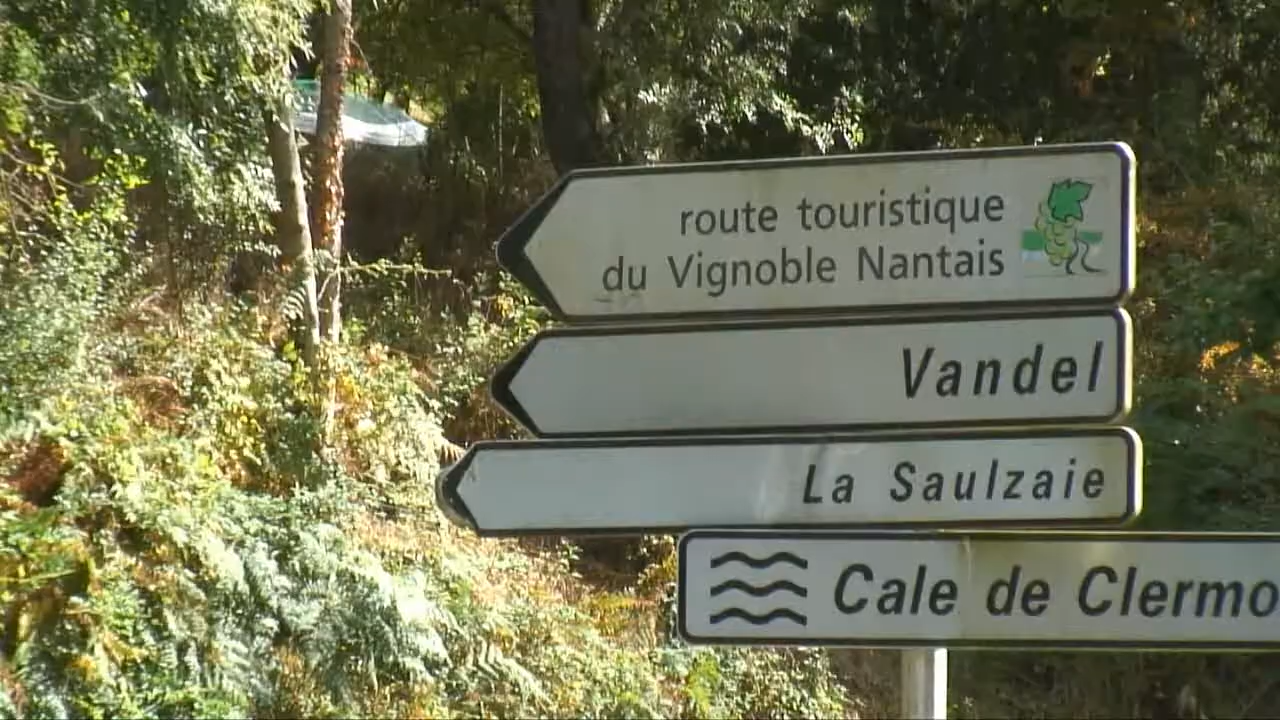 route touristique
du Vignoble Nantais
Vandel
La Saulzaie
Cale de Clermo